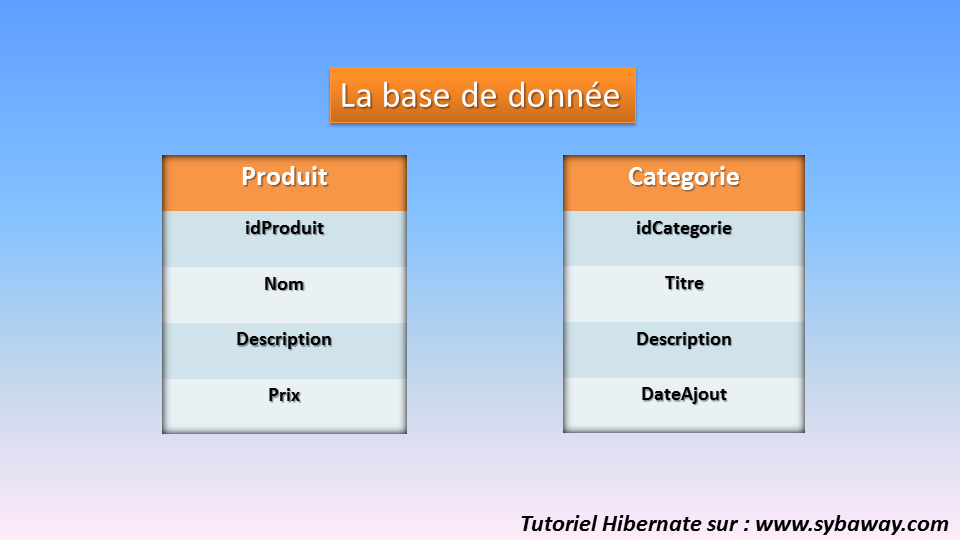 La base de donnée
Produit
idProduit
Nom
Description
Prix
Categorie
idCategorie
Titre
Description
DateAjout
Tutoriel Hibernate sur : www.sybaway.com